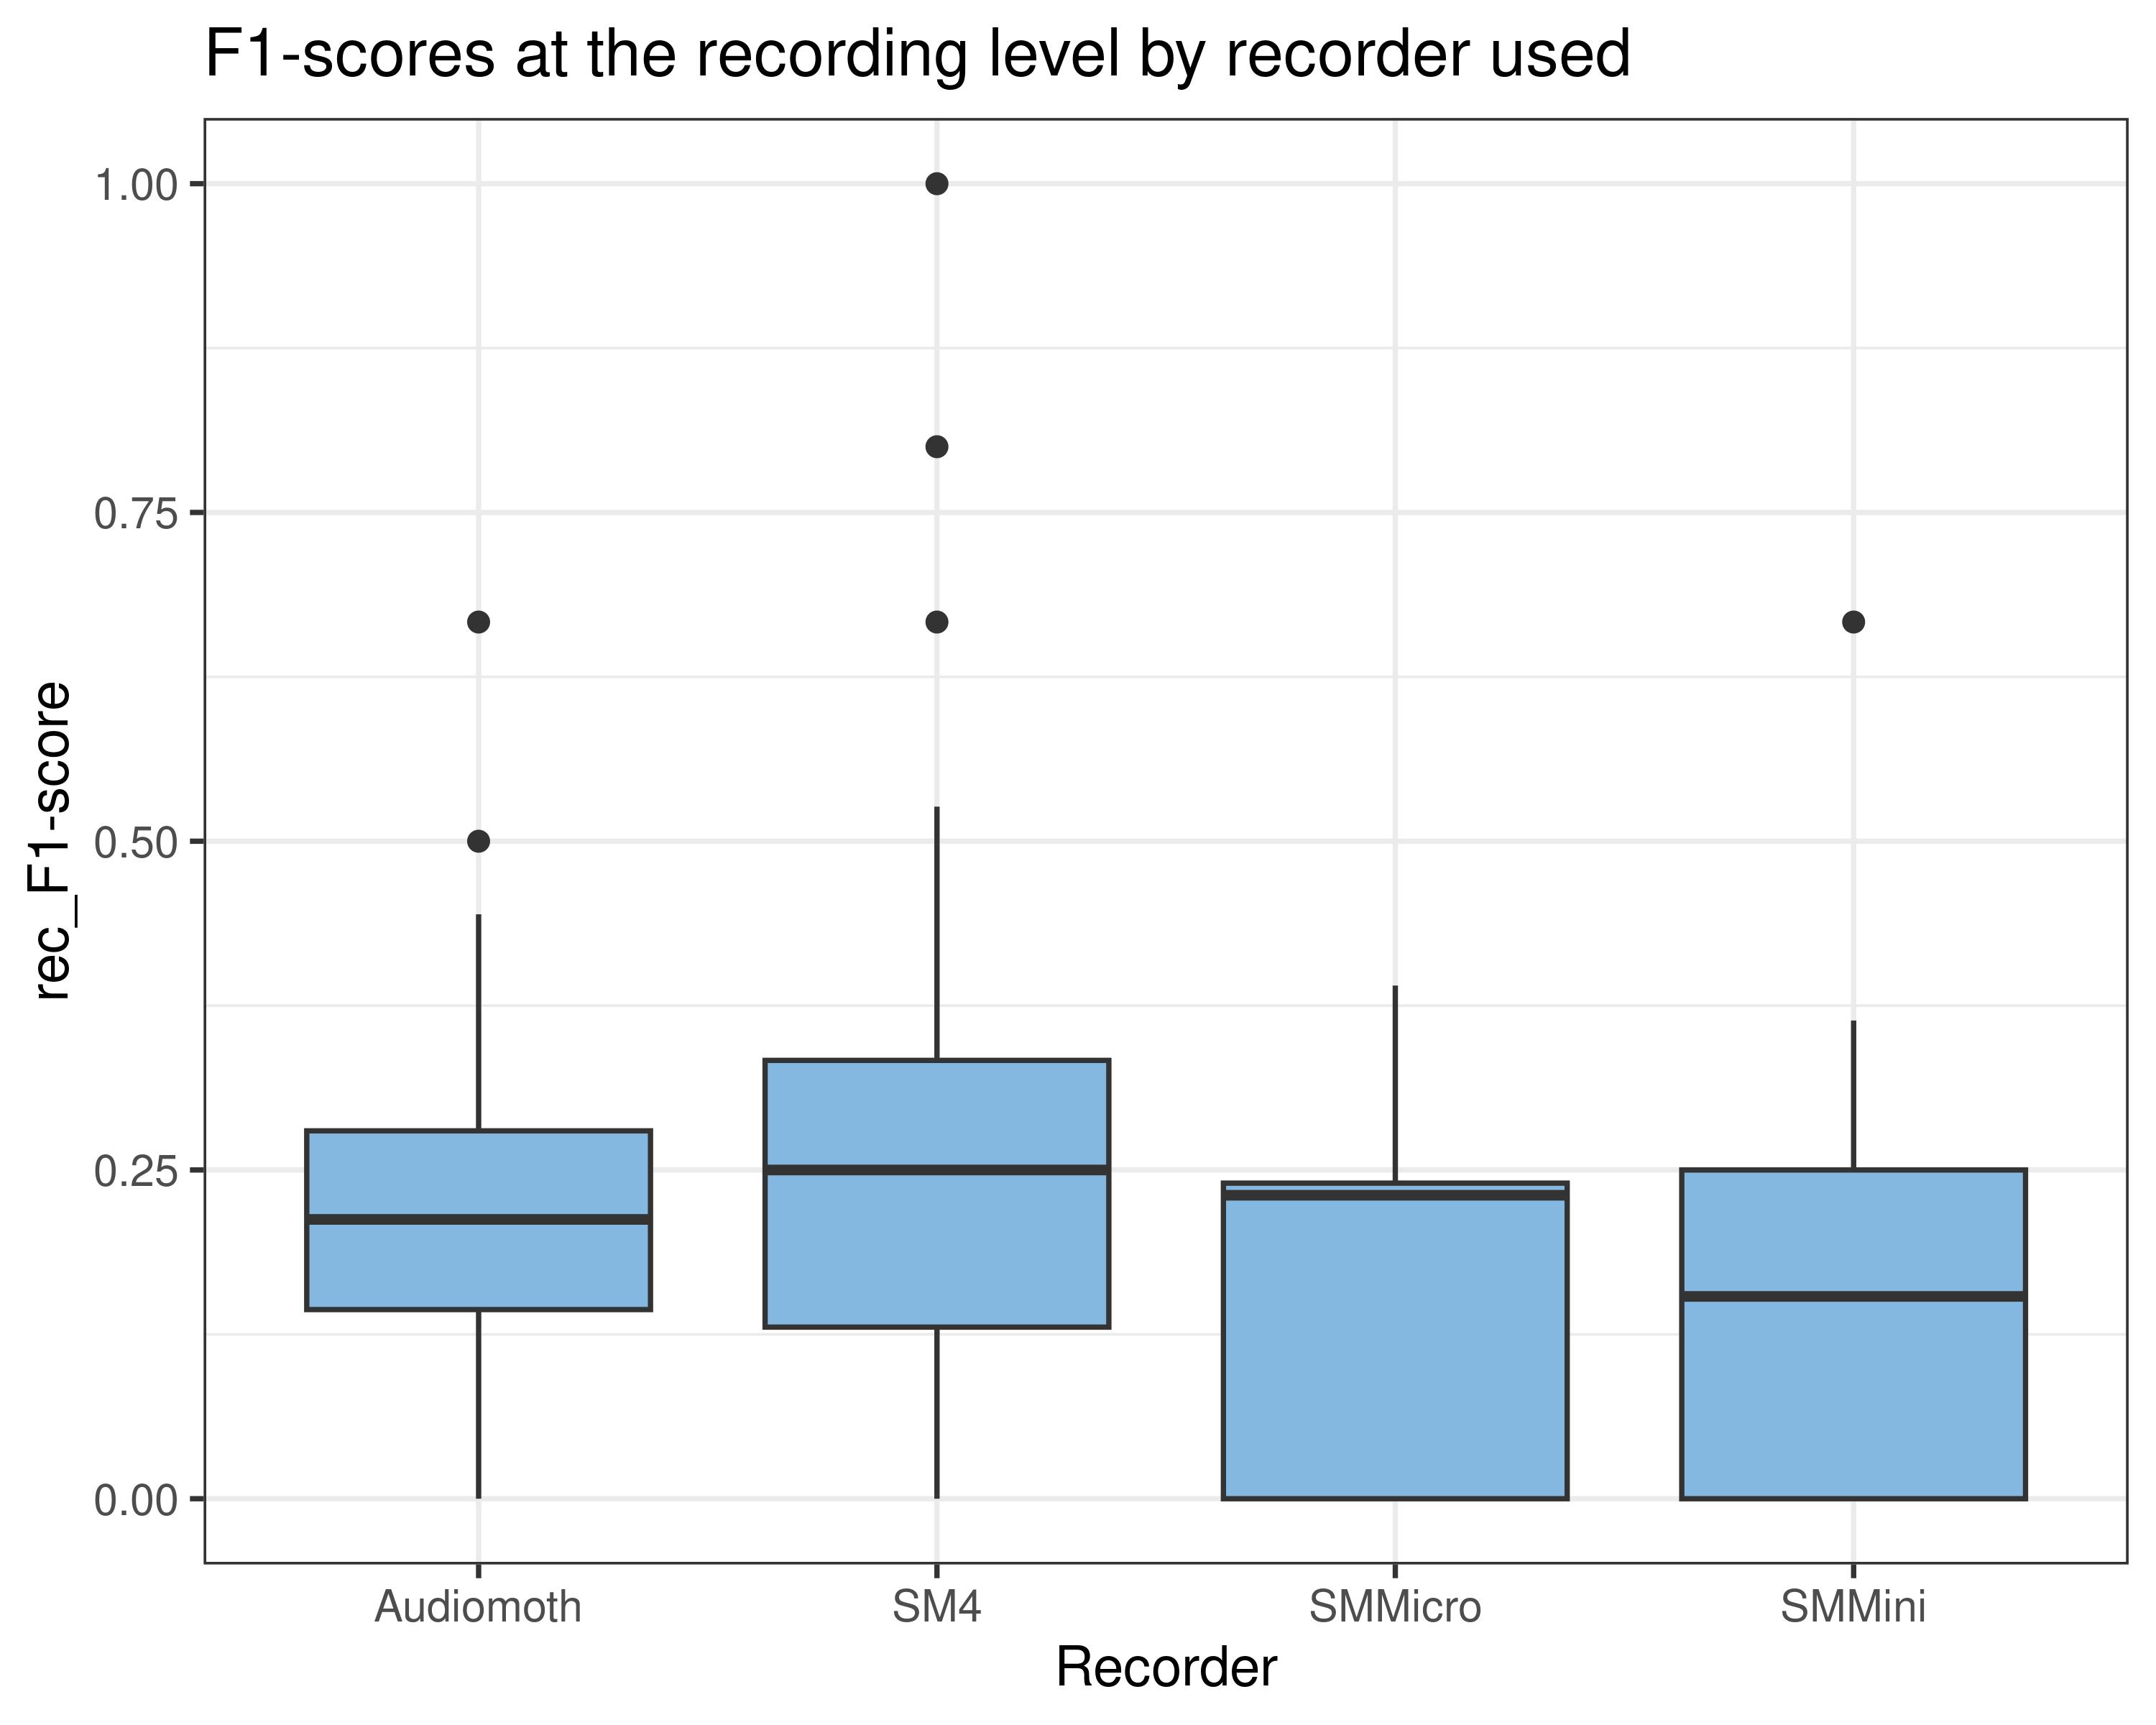 F1-scores at the recording level by recorder used
rec_F1-score
1.00
0.75
0.50
0.25
0.00
Audiomoth
SM4
SMMicro
SMMini
Recorder